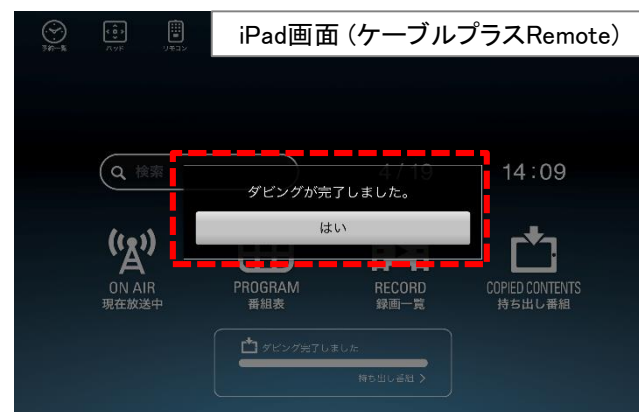 iPad画面 (ケーブルプラスRemote)
予約一覧
パッド
リモコン
検索
4 / 19
14:09
ダビングが完了しました。
はい
ON AIR
現在放送中
PROGRAM
番組表
RECORD
録画一覧
COPIED CONTENTS
持ち出し番組
ダビング完了しました
持ち出し番組 >